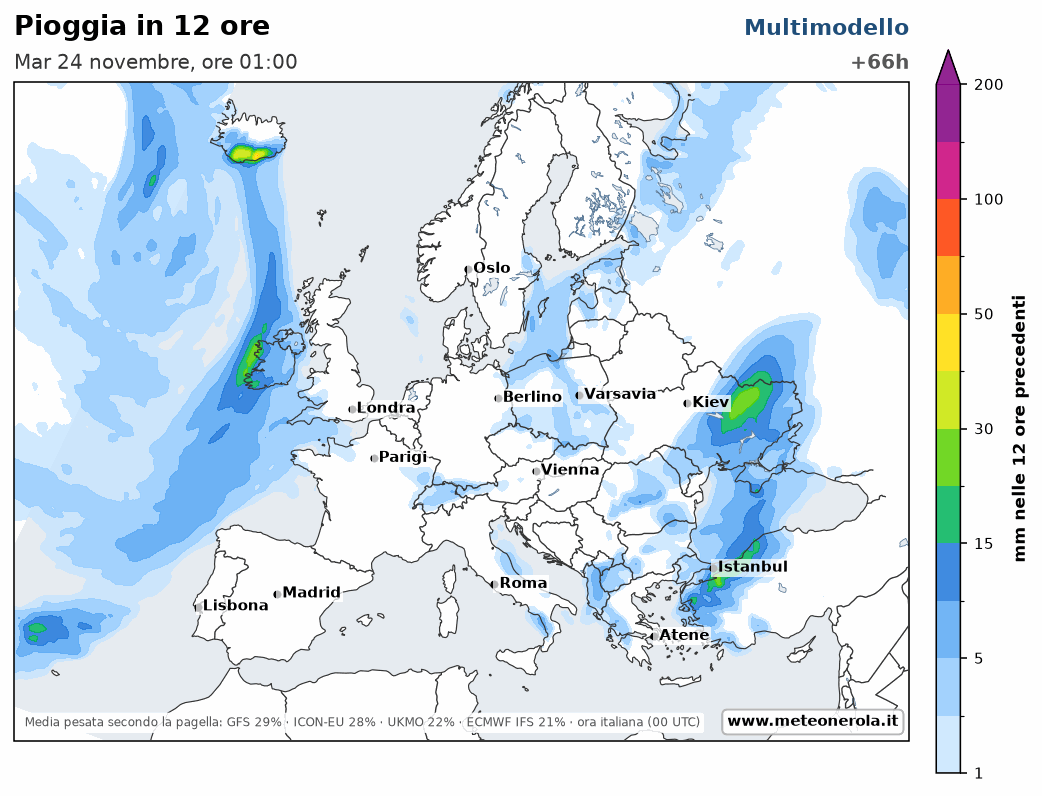 Pioggia in 12 ore
Multimodello
Mar 24 novembre, ore 01:00
+66h
200
100
50
30
15
5
1
mm nelle 12 ore precedenti
Oslo
Londra
Berlino
Varsavia
Kiev
Parigi
Vienna
Istanbul
Roma
Madrid
Lisbona
Atene
Media pesata secondo la pagella: GFS 29% · ICON-EU 28% · UKMO 22% · ECMWF IFS 21% · ora italiana (00 UTC)
www.meteonerola.it